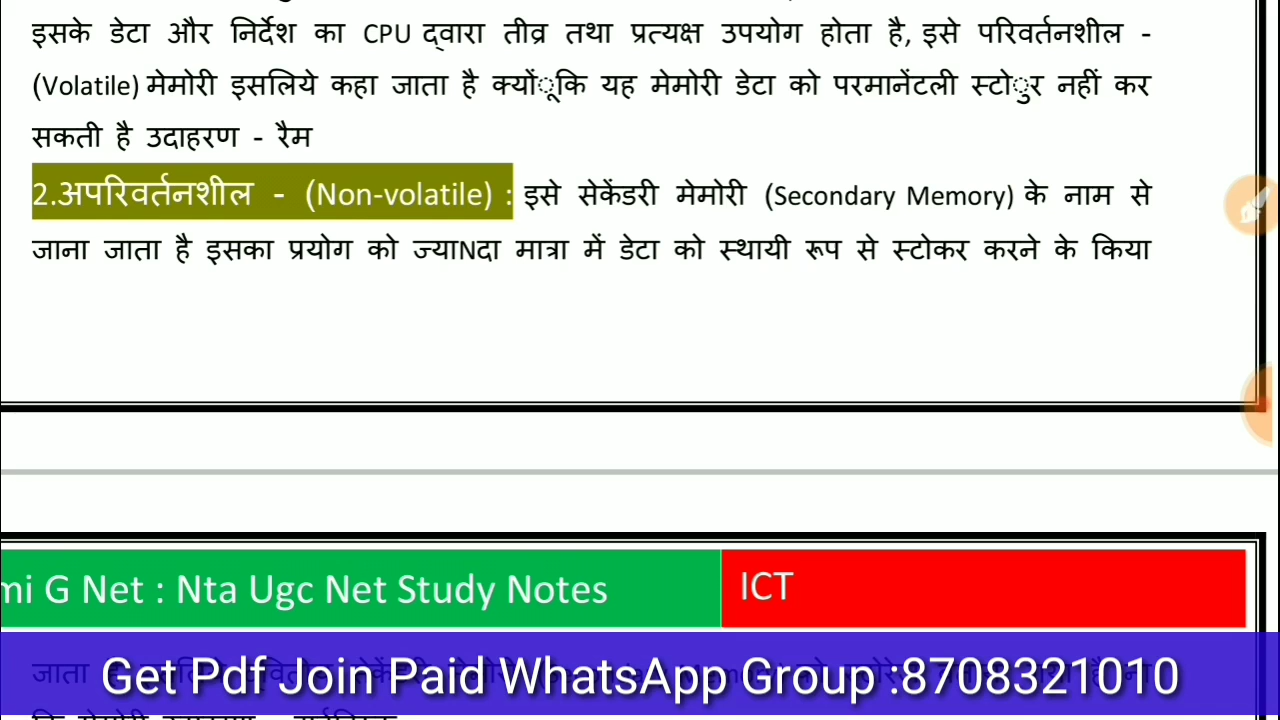 इसके डेटा और निर्देश का CPU द्वारा तीव्र तथा प्रत्यक्ष उपयोग होता है, इसे परिवर्तनशील -
(Volatile) मेमोरी इसलिये कहा जाता है क्योंूकि यह मेमोरी डेटा को परमानेंटली स्टोुर नहीं कर
सकती है उदाहरण - रैम
2.अपरिवर्तनशील - (Non-volatile) : इसे सेकेंडरी मेमोरी (Secondary Memory) के नाम से
जाना जाता है इसका प्रयोग को ज्याNदा मात्रा में डेटा को स्थायी रूप से स्टोकर करने के किया
mi G Net : Nta Ugc Net Study Notes
ICT
जाता
Get Pdf Join Paid WhatsApp Group :8708321010